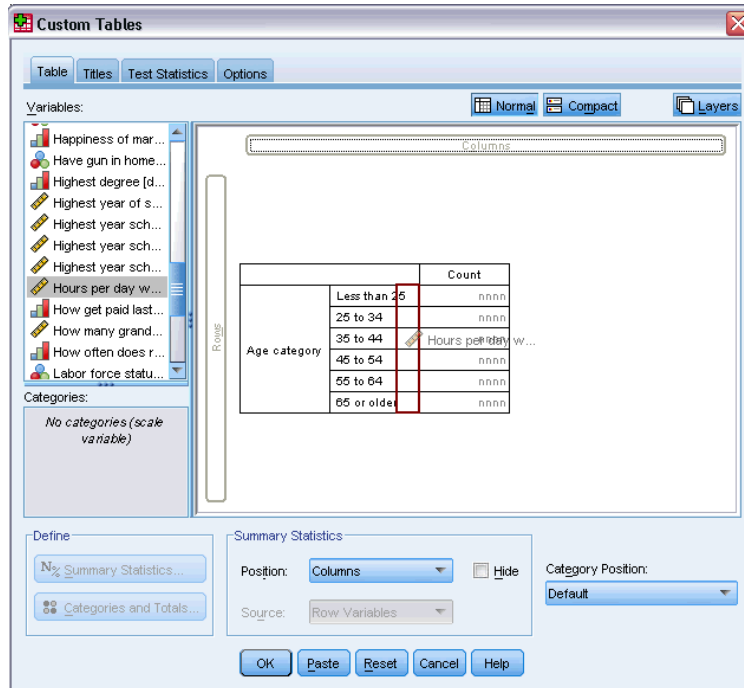 Custom Tables
Table Titles Test Statistics Options
Variables: Normal Compact Layers
Happiness of mar...
Have gun in home...
Highest degree [d...
Highest year of s...
Highest year sch...
Highest year sch...
Highest year sch...
Hours per day w...
How get paid last...
How many grand...
How often does r...
Labor force statu...
Categories:
No categories (scale
variable)
Columns
Rows
Count
Age category
Less than 25 nnnn
25 to 34 nnnn
35 to 44 nnnn
Hours per day w...
45 to 54 nnnn
55 to 64 nnnn
65 or older nnnn
Define
N% Summary Statistics...
Categories and Totals...
Summary Statistics
Position: Columns Hide
Source: Row Variables
Category Position:
Default
OK Paste Reset Cancel Help